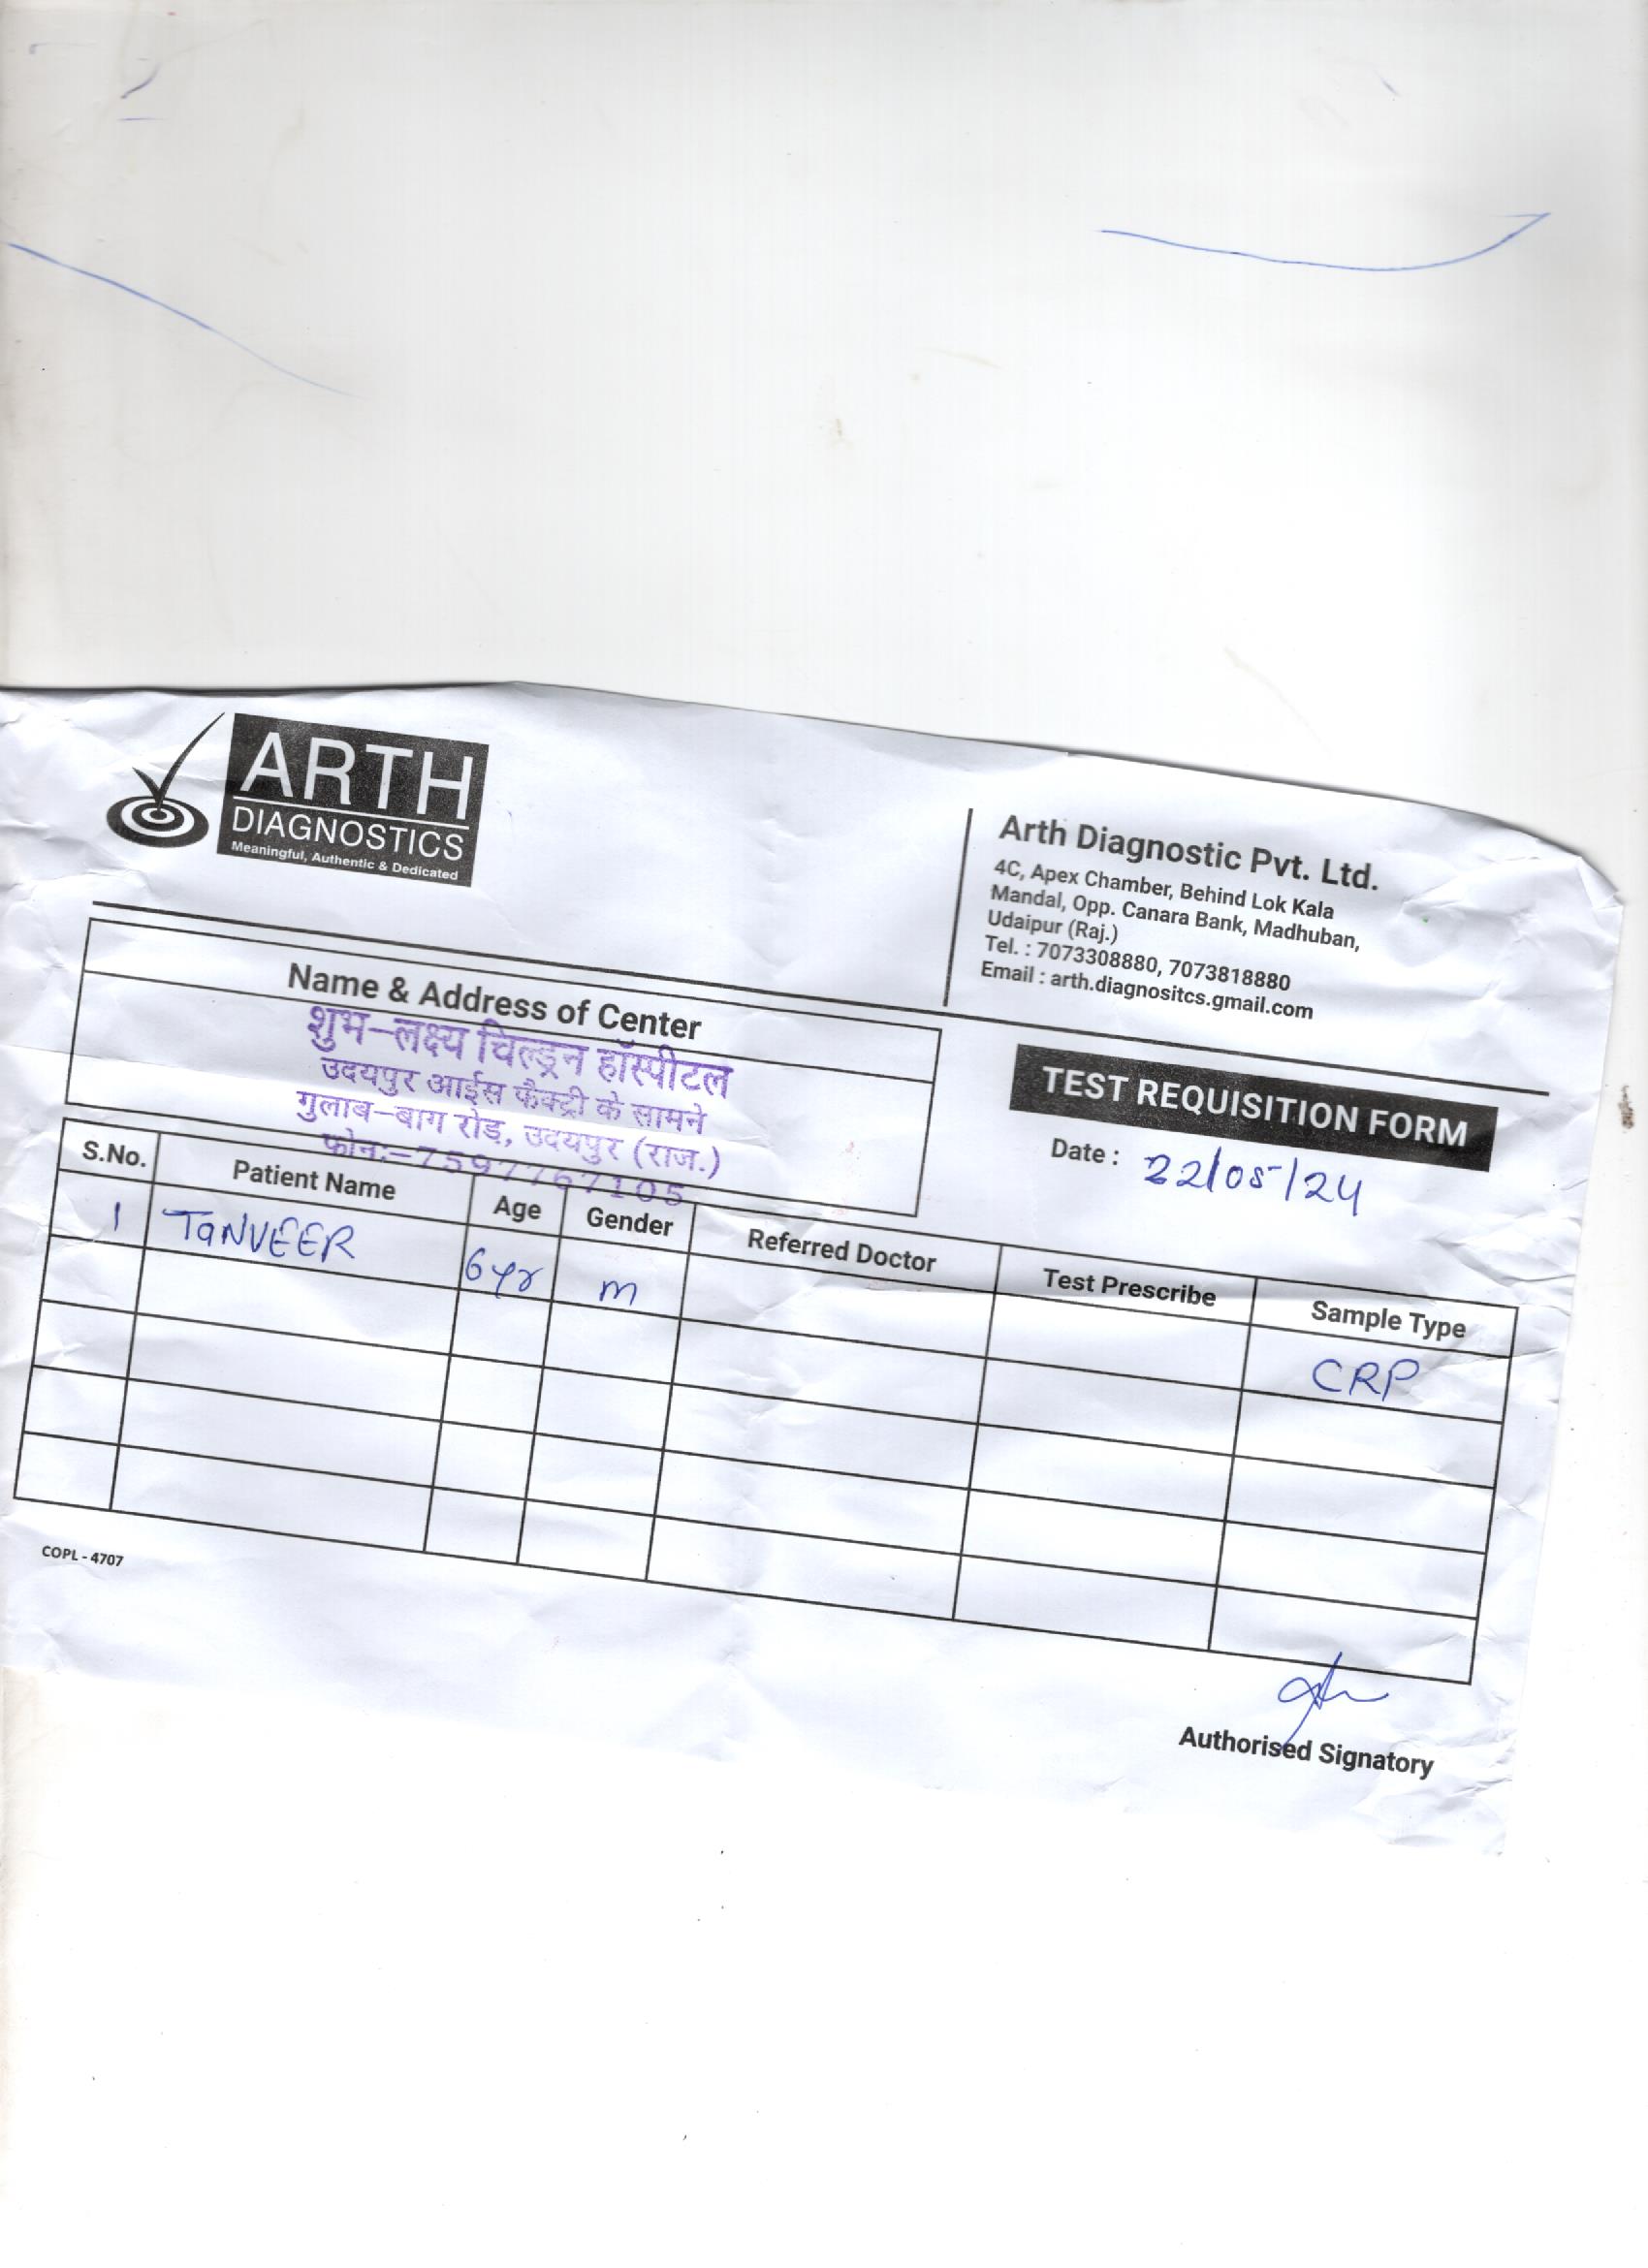 ARTH
DIAGNOSTICS
Meaningful, Authentic & Dedicated
Arth Diagnostic Pvt. Ltd.
4C, Apex Chamber, Behind Lok Kala
Mandal, Opp. Canara Bank, Madhuban,
Udaipur (Raj.)
Tel. : 7073308880, 7073818880
Email : arth.diagnositcs.gmail.com
Name & Address of Center
शुभ-लक्ष्य चिल्ड्रन हॉस्पीटल
उदयपुर आईस फैक्ट्री के सामने
गुलाब-बाग रोड़, उदयपुर (राज.)
फोन:-7597767105
TEST REQUISITION FORM
Date : 22/05/24
S.No. Patient Name Age Gender Referred Doctor Test Prescribe Sample Type
1 TaNVEER 6yr m CRP
COPL - 4707
Authorised Signatory